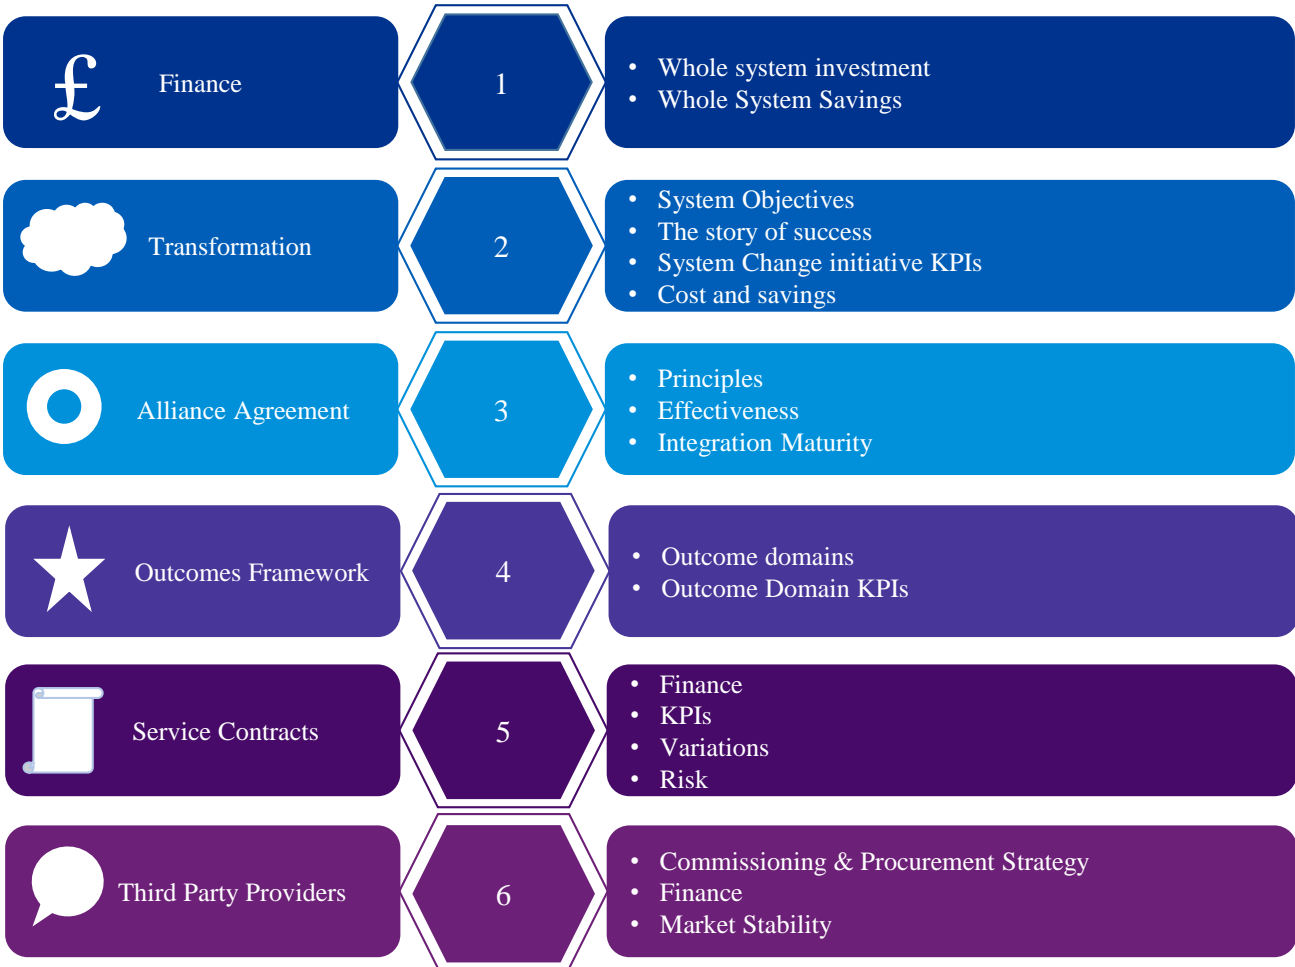 £
Finance
1
• Whole system investment
• Whole System Savings
Transformation
2
• System Objectives
• The story of success
• System Change initiative KPIs
• Cost and savings
Alliance Agreement
3
• Principles
• Effectiveness
• Integration Maturity
Outcomes Framework
4
• Outcome domains
• Outcome Domain KPIs
Service Contracts
5
• Finance
• KPIs
• Variations
• Risk
Third Party Providers
6
• Commissioning & Procurement Strategy
• Finance
• Market Stability